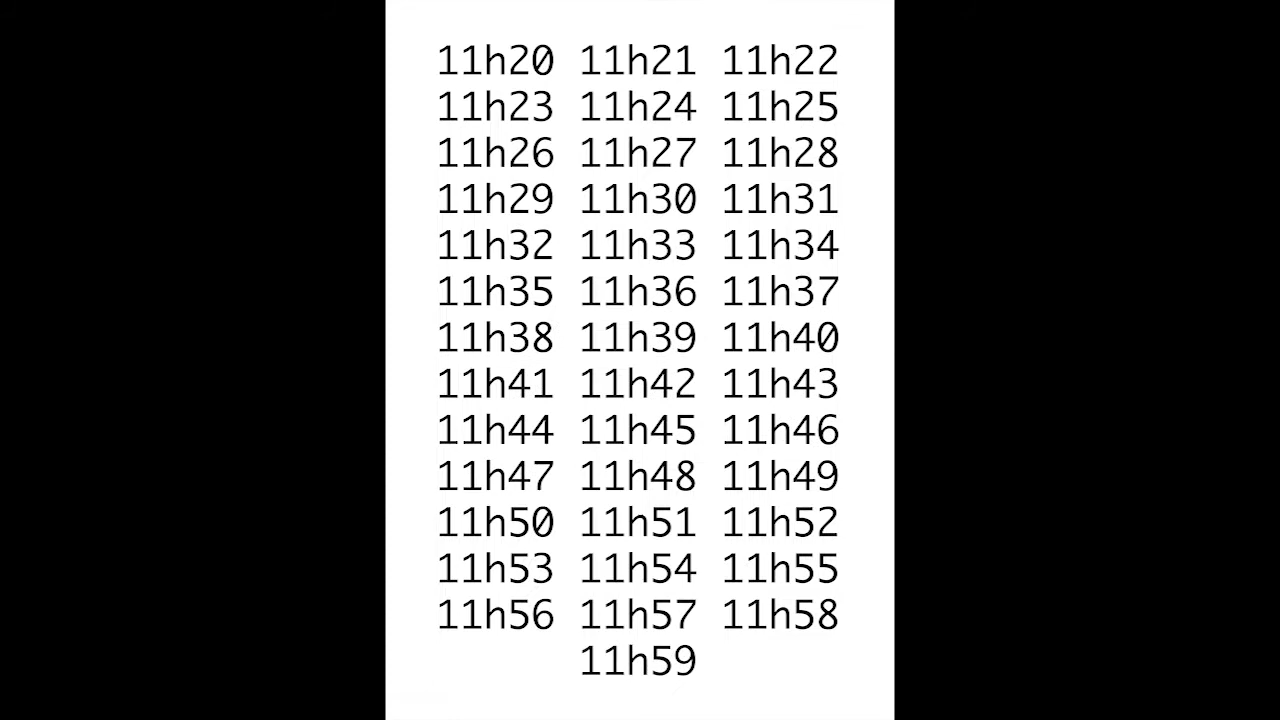 11h20 11h21 11h22
11h23 11h24 11h25
11h26 11h27 11h28
11h29 11h30 11h31
11h32 11h33 11h34
11h35 11h36 11h37
11h38 11h39 11h40
11h41 11h42 11h43
11h44 11h45 11h46
11h47 11h48 11h49
11h50 11h51 11h52
11h53 11h54 11h55
11h56 11h57 11h58
11h59